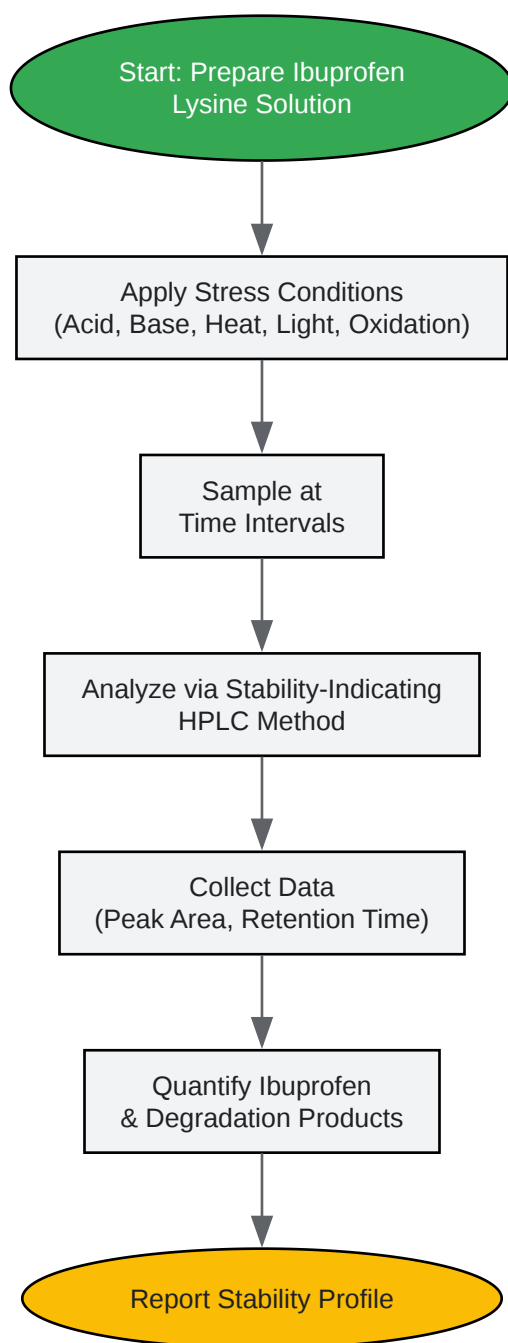 Start: Prepare Ibuprofen
Lysine Solution
Apply Stress Conditions
(Acid, Base, Heat, Light, Oxidation)
Sample at
Time Intervals
Analyze via Stability-Indicating
HPLC Method
Collect Data
(Peak Area, Retention Time)
Quantify Ibuprofen
& Degradation Products
Report Stability Profile